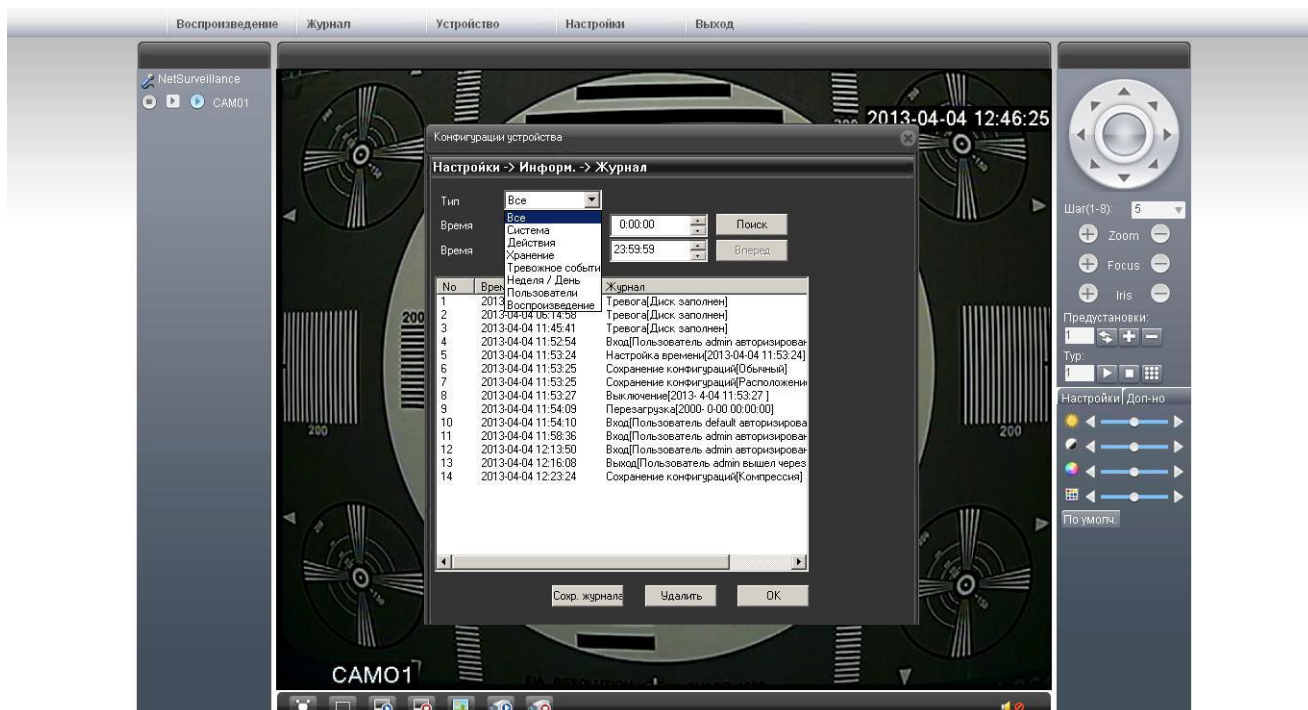 Воспроизведение Журнал Устройство Настройки Выход
NetSurveillance
CAM01
2013-04-04 12:46:25
Конфигурации устройства
Настройки -> Информ. -> Журнал
Тип Все
Все
Система
Действия
Хранение
Тревожное событи
Неделя / День
Пользователи
Воспроизведение
Время 0:00:00 Поиск
Время 23:59:59 Вперед
No Врем Журнал
1 2013 Тревога[Диск заполнен]
2 2013-04-04 06:14:58 Тревога[Диск заполнен]
3 2013-04-04 11:45:41 Тревога[Диск заполнен]
4 2013-04-04 11:52:54 Вход[Пользователь admin авторизирован
5 2013-04-04 11:53:24 Настройка времени[2013-04-04 11:53:24]
6 2013-04-04 11:53:25 Сохранение конфигураций[Обычный]
7 2013-04-04 11:53:25 Сохранение конфигураций[Расположени
8 2013-04-04 11:53:27 Выключение[2013- 4-04 11:53:27 ]
9 2013-04-04 11:54:09 Перезагрузка[2000- 0-00 00:00:00]
10 2013-04-04 11:54:10 Вход[Пользователь default авторизирова
11 2013-04-04 11:58:36 Вход[Пользователь admin авторизирован
12 2013-04-04 12:13:50 Вход[Пользователь admin авторизирован
13 2013-04-04 12:16:08 Выход[Пользователь admin вышел через
14 2013-04-04 12:23:24 Сохранение конфигураций[Компрессия]
Сохр. журнала Удалить OK
200
200
200
CAM01
Шаг(1-8): 5
Zoom
Focus
Iris
Предустановки:
1
Тур:
1
Настройки Доп-но
По умолч.